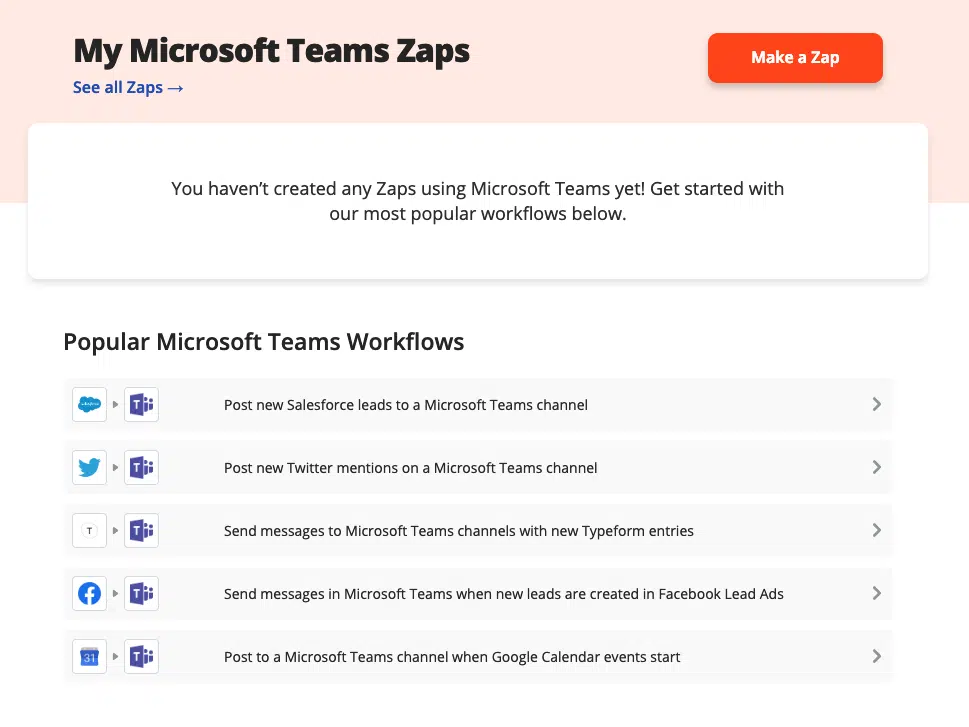 My Microsoft Teams Zaps
Make a Zap
See all Zaps →
You haven’t created any Zaps using Microsoft Teams yet! Get started with
our most popular workflows below.
Popular Microsoft Teams Workflows
T
Post new Salesforce leads to a Microsoft Teams channel
T
Post new Twitter mentions on a Microsoft Teams channel
T
T
Send messages to Microsoft Teams channels with new Typeform entries
T
Send messages in Microsoft Teams when new leads are created in Facebook Lead Ads
31
T
Post to a Microsoft Teams channel when Google Calendar events start